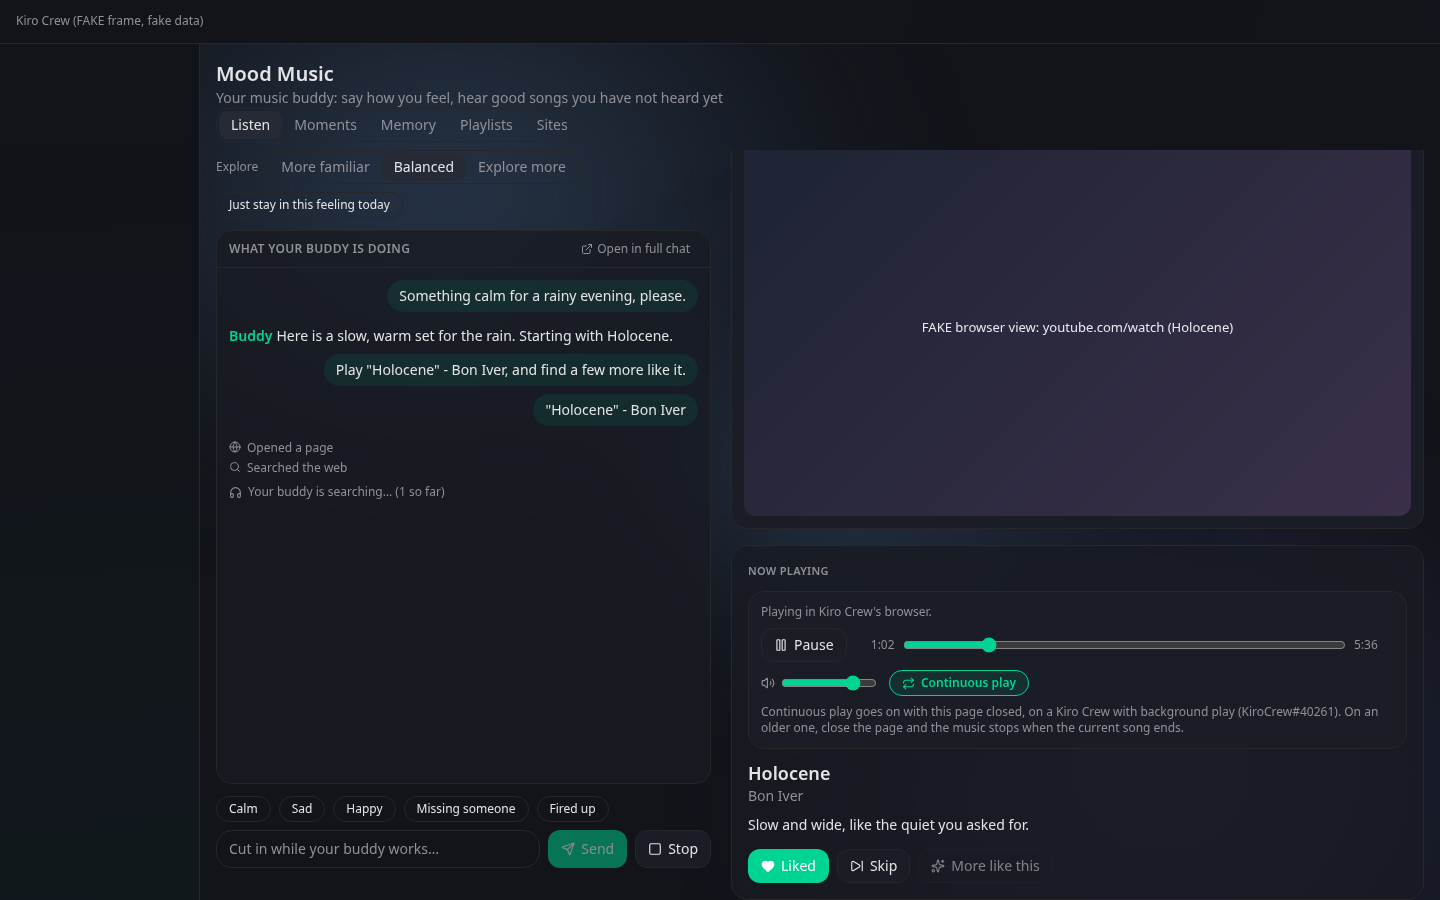 Kiro Crew (FAKE frame, fake data)
Mood Music
Your music buddy: say how you feel, hear good songs you have not heard yet
Listen
Moments
Memory
Playlists
Sites
Explore
More familiar
Balanced
Explore more
Just stay in this feeling today
WHAT YOUR BUDDY IS DOING
Open in full chat
Something calm for a rainy evening, please.
Buddy Here is a slow, warm set for the rain. Starting with Holocene.
Play "Holocene" - Bon Iver, and find a few more like it.
"Holocene" - Bon Iver
Opened a page
Searched the web
Your buddy is searching... (1 so far)
Calm
Sad
Happy
Missing someone
Fired up
Cut in while your buddy works...
Send
Stop
FAKE browser view: youtube.com/watch (Holocene)
NOW PLAYING
Playing in Kiro Crew's browser.
Pause
1:02
5:36
Continuous play
Continuous play goes on with this page closed, on a Kiro Crew with background play (KiroCrew#40261). On an
older one, close the page and the music stops when the current song ends.
Holocene
Bon Iver
Slow and wide, like the quiet you asked for.
Liked
Skip
More like this